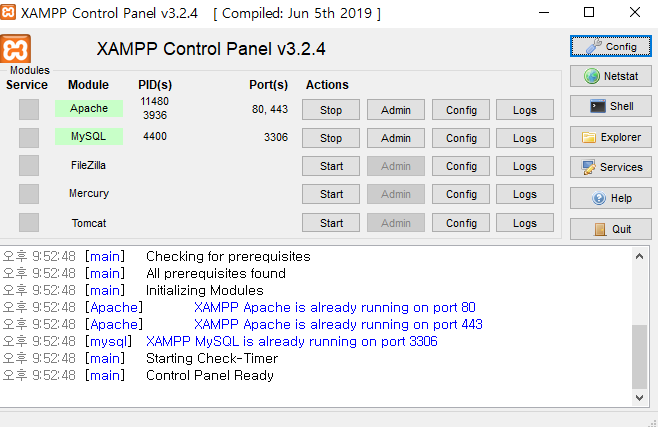 XAMPP Control Panel v3.2.4 [ Compiled: Jun 5th 2019 ]
XAMPP Control Panel v3.2.4
Config
Modules
Service Module PID(s) Port(s) Actions
Netstat
Apache 11480 3936 80, 443 Stop Admin Config Logs
Shell
MySQL 4400 3306 Stop Admin Config Logs
Explorer
FileZilla Start Admin Config Logs
Services
Mercury Start Admin Config Logs
Help
Tomcat Start Admin Config Logs
Quit
오후 9:52:48 [main] Checking for prerequisites
오후 9:52:48 [main] All prerequisites found
오후 9:52:48 [main] Initializing Modules
오후 9:52:48 [Apache] XAMPP Apache is already running on port 80
오후 9:52:48 [Apache] XAMPP Apache is already running on port 443
오후 9:52:48 [mysql] XAMPP MySQL is already running on port 3306
오후 9:52:48 [main] Starting Check-Timer
오후 9:52:48 [main] Control Panel Ready